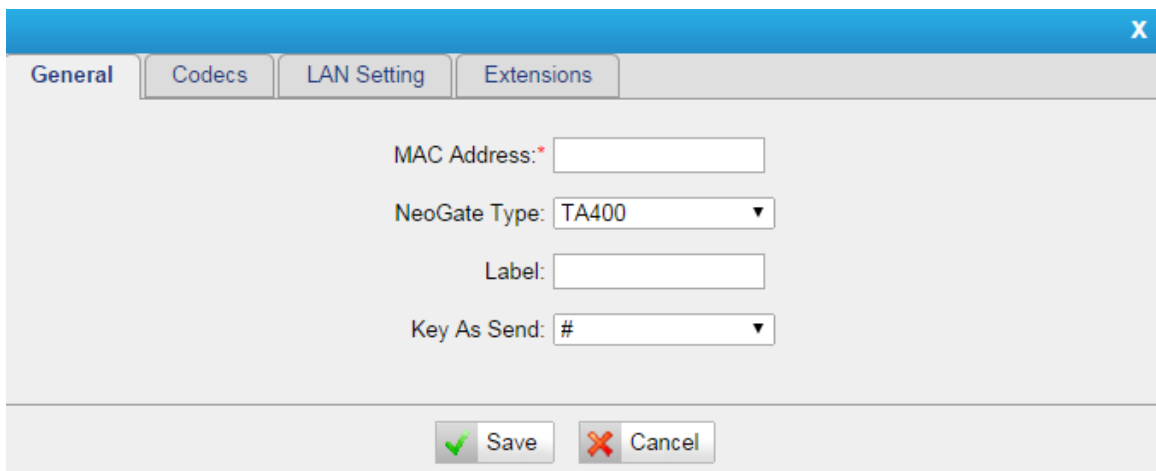 X
General Codecs LAN Setting Extensions
MAC Address:*
NeoGate Type: TA400
Label:
Key As Send: #
Save Cancel